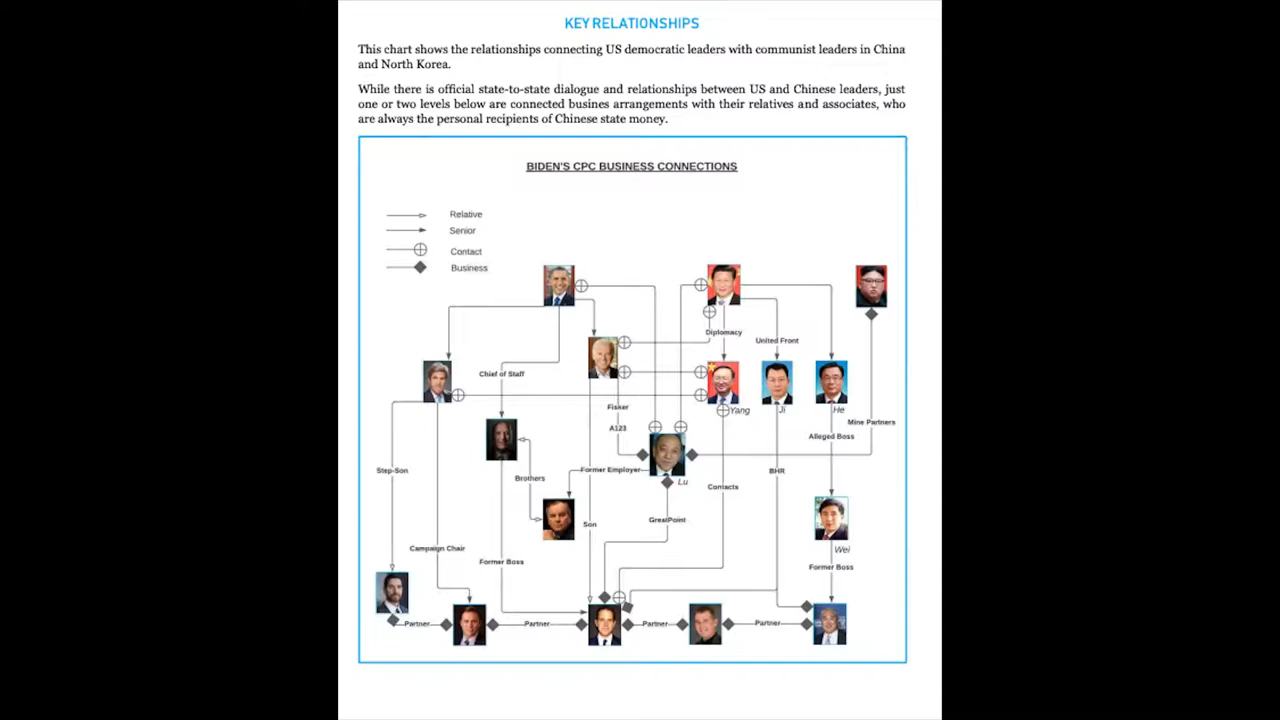 KEY RELATIONSHIPS
This chart shows the relationships connecting US democratic leaders with communist leaders in China
and North Korea.
While there is official state-to-state dialogue and relationships between US and Chinese leaders, just
one or two levels below are connected busines arrangements with their relatives and associates, who
are always the personal recipients of Chinese state money.
BIDEN'S CPC BUSINESS CONNECTIONS
Relative
Senior
Contact
Business
Diplomacy
United Front
Chief of Staff
Fisker
Yang
Ji
He
Mine Partners
A123
Alleged Boss
Step-Son
Former Employer
BHR
Brothers
Lu
Contacts
GreatPoint
Son
Campaign Chair
Wei
Former Boss
Former Boss
Partner
Partner
Partner
Partner